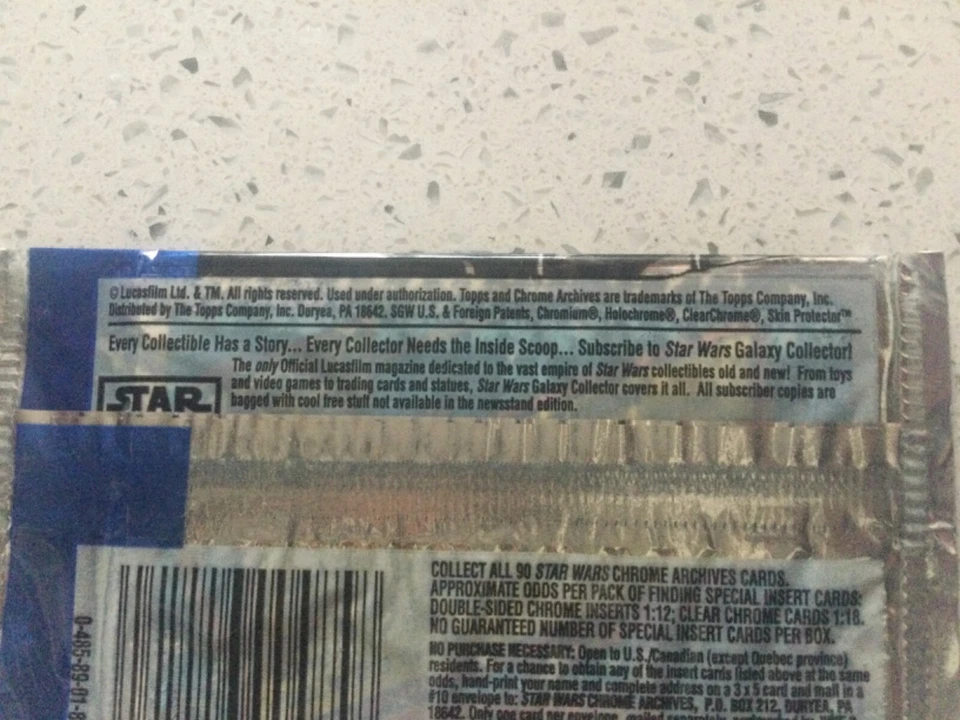 © Lucasfilm Ltd. & TM. All rights reserved. Used under authorization. Topps and Chrome Archives are trademarks of The Topps Company, Inc.
Distributed by The Topps Company, Inc. Duryea, PA 18642. SGW U.S. & Foreign Patents, Chromium®, Holochrome®, ClearChrome®, Skin Protector™
Every Collectible Has a Story... Every Collector Needs the Inside Scoop... Subscribe to Star Wars Galaxy Collector!
The only Official Lucasfilm magazine dedicated to the vast empire of Star Wars collectibles old and new! From toys
and video games to trading cards and statues, Star Wars Galaxy Collector covers it all. All subscriber copies are
bagged with cool free stuff not available in the newsstand edition.
STAR
COLLECT ALL 90 STAR WARS CHROME ARCHIVES CARDS.
APPROXIMATE ODDS PER PACK OF FINDING SPECIAL INSERT CARDS:
DOUBLE-SIDED CHROME INSERTS 1:12; CLEAR CHROME CARDS 1:18.
NO GUARANTEED NUMBER OF SPECIAL INSERT CARDS PER BOX.
NO PURCHASE NECESSARY: Open to U.S./Canadian (except Quebec province)
residents. For a chance to obtain any of the insert cards listed above at the same
odds, hand-print your name and complete address on a 3 x 5 card and mail in a
#10 envelope to: STAR WARS CHROME ARCHIVES, P.O. BOX 212, DURYEA, PA
18642. Only one card per envelope, mailed separately
0-485-89-01-8